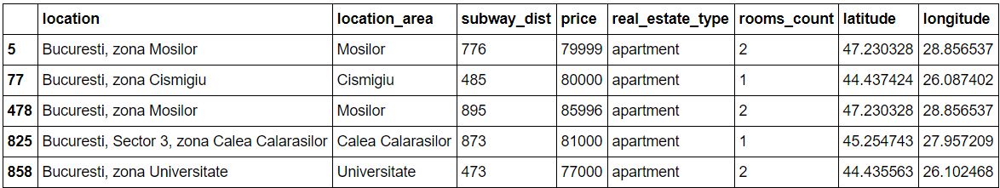 location location_area subway_dist price real_estate_type rooms_count latitude longitude
5 Bucuresti, zona Mosilor Mosilor 776 79999 apartment 2 47.230328 28.856537
77 Bucuresti, zona Cismigiu Cismigiu 485 80000 apartment 1 44.437424 26.087402
478 Bucuresti, zona Mosilor Mosilor 895 85996 apartment 2 47.230328 28.856537
825 Bucuresti, Sector 3, zona Calea Calarasilor Calea Calarasilor 873 81000 apartment 1 45.254743 27.957209
858 Bucuresti, zona Universitate Universitate 473 77000 apartment 2 44.435563 26.102468